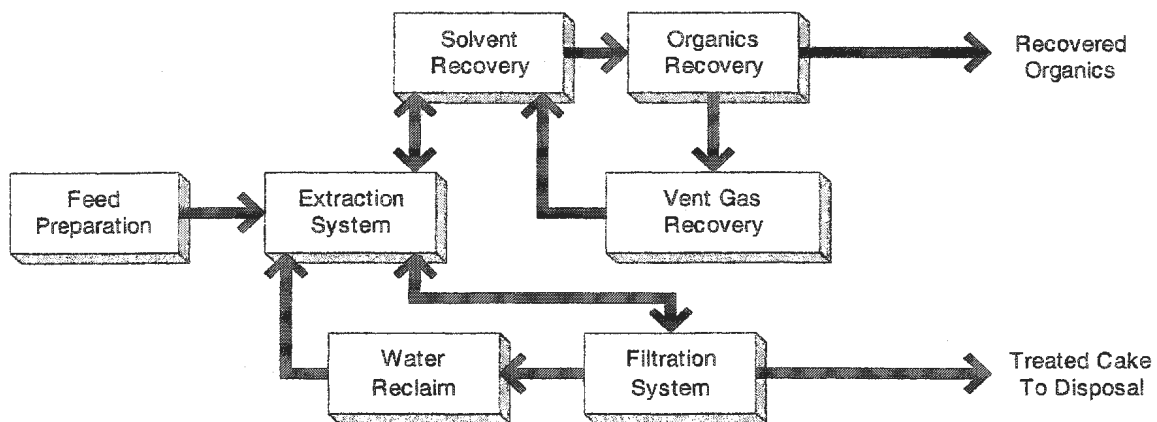 Solvent
Recovery
Organics
Recovery
Recovered
Organics
Feed
Preparation
Extraction
System
Vent Gas
Recovery
Water
Reclaim
Filtration
System
Treated Cake
To Disposal